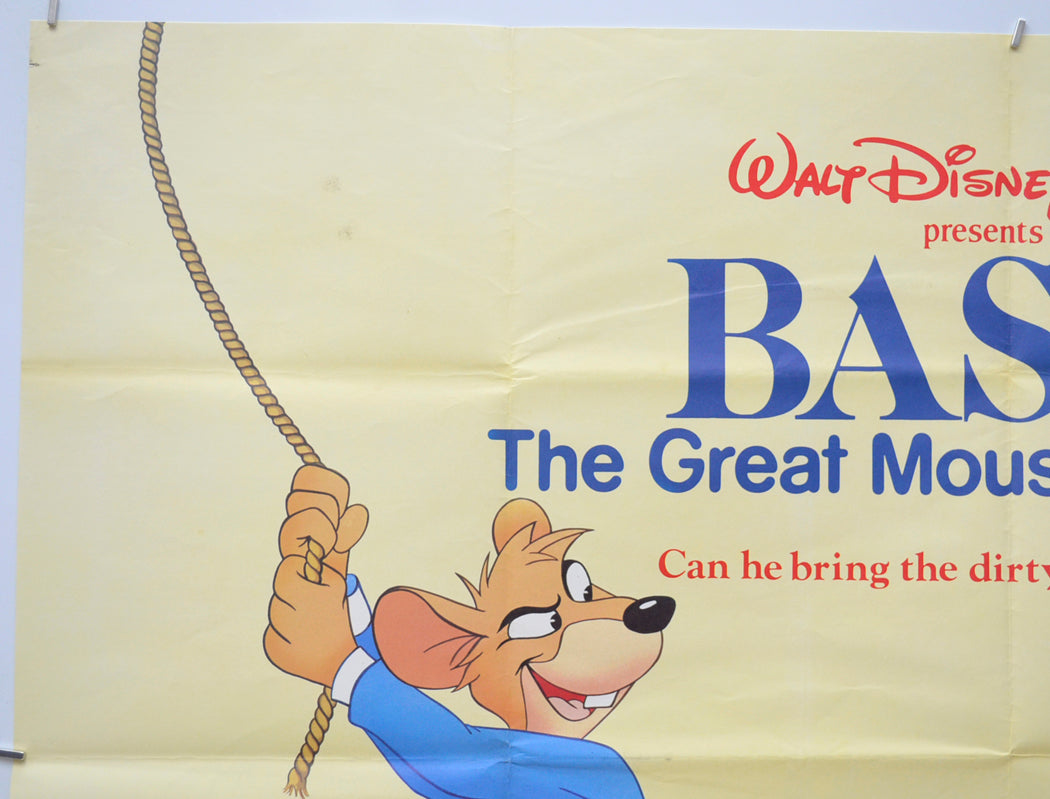 WALT DISNE
presents
BAS
The Great Mous
Can he bring the dirty